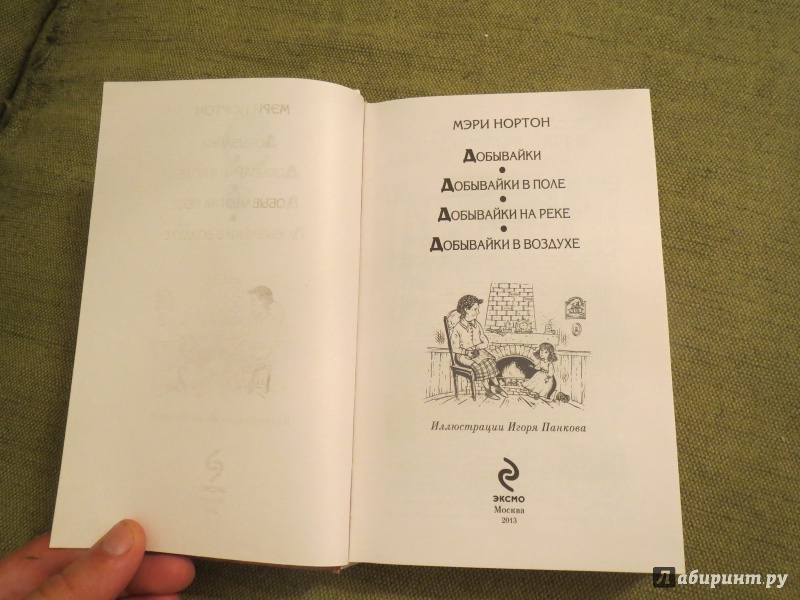 МЭРИ НОРТОН
ДОБЫВАЙКИ
ДОБЫВАЙКИ В ПОЛЕ
ДОБЫВАЙКИ НА РЕКЕ
ДОБЫВАЙКИ В ВОЗДУХЕ
Иллюстрации Игоря Панкова
ЭКСМО
Москва
2013
Лабиринт.ру